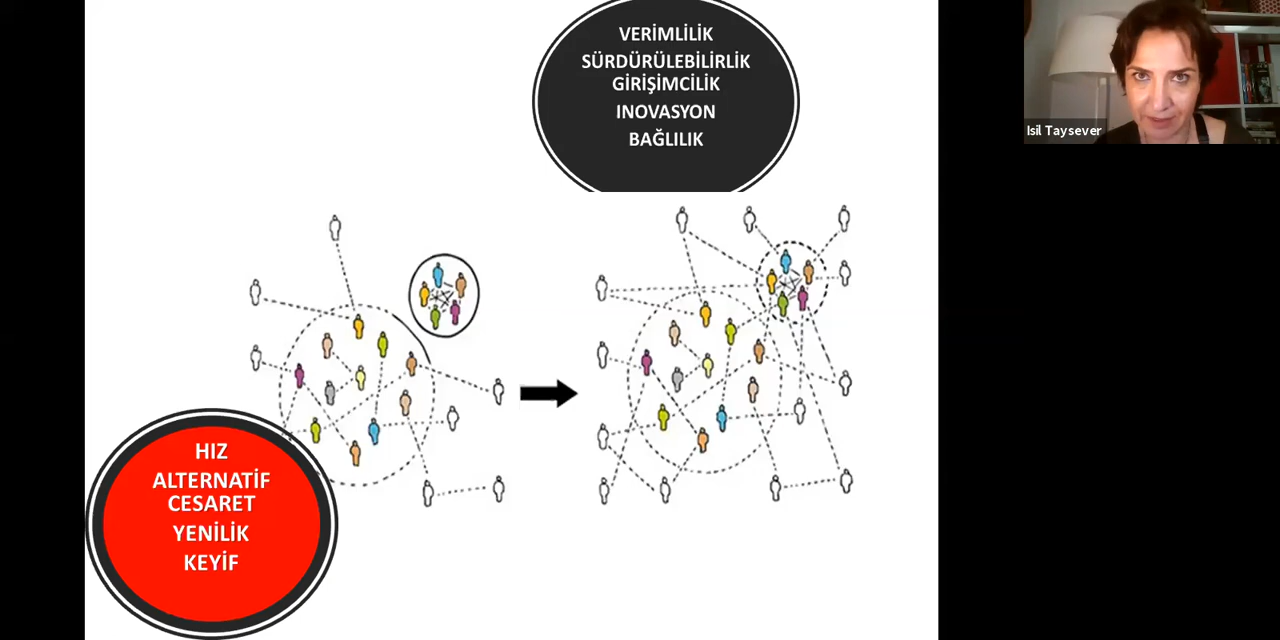 VERİMLİLİK
SÜRDÜRÜLEBİLİRLİK
GİRİŞİMCİLİK
INOVASYON
BAĞLILIK
Isil Taysever
HIZ
ALTERNATİF
CESARET
YENİLİK
KEYİF